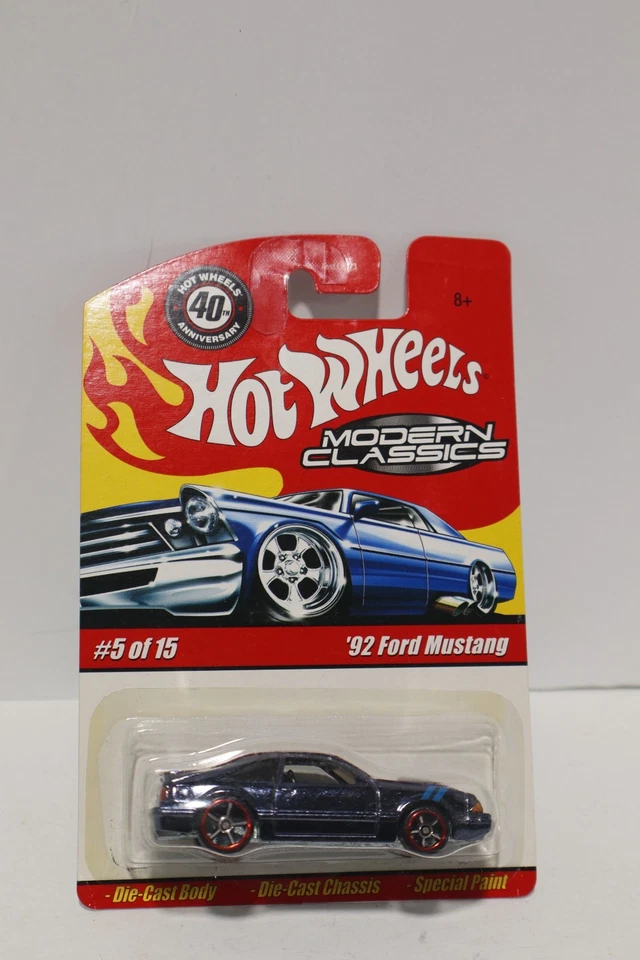 HOT WHEELS
40TH
ANNIVERSARY
8+
HOT WHEELS
MODERN
CLASSICS
#5 of 15 '92 Ford Mustang
- Die-Cast Body - Die-Cast Chassis - Special Paint